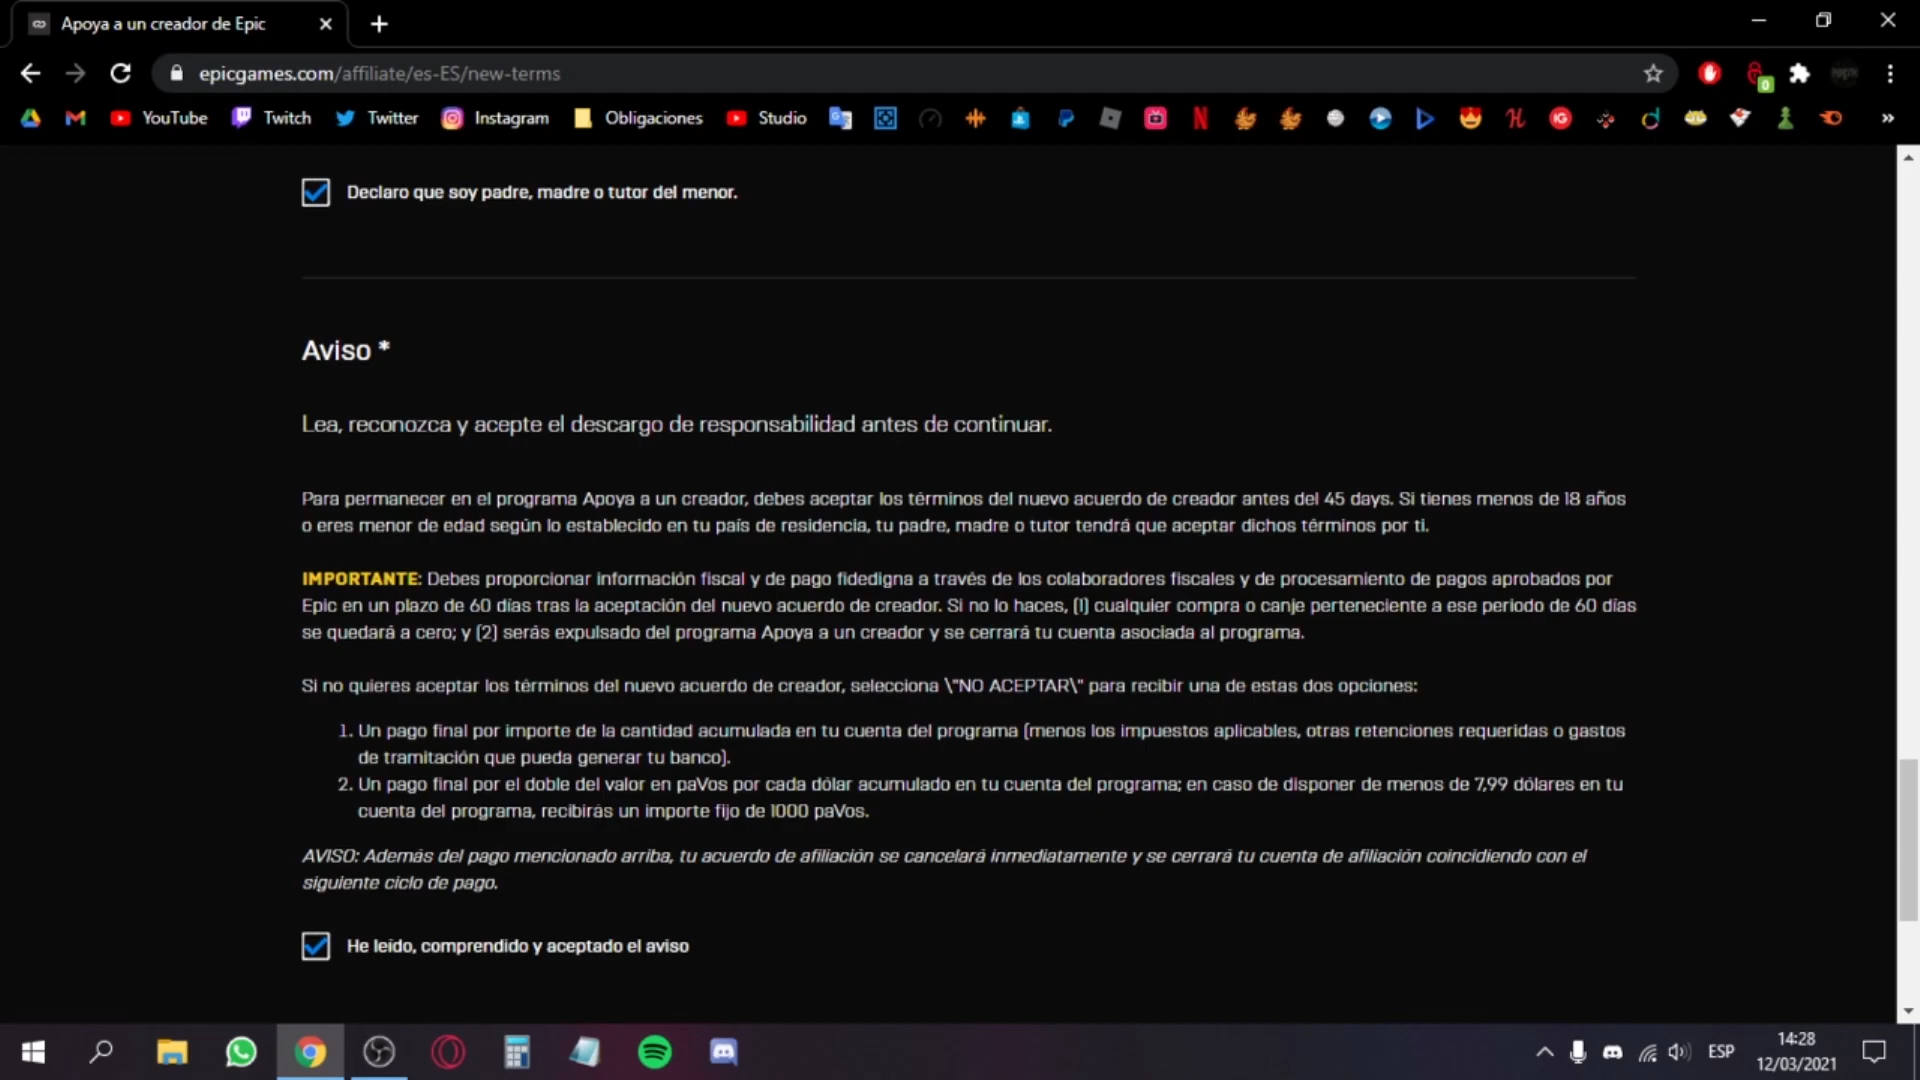 Apoya a un creador de Epic
epicgames.com/affiliate/es-ES/new-terms
YouTube Twitch Twitter Instagram Obligaciones Studio
Declaro que soy padre, madre o tutor del menor.
Aviso *
Lea, reconozca y acepte el descargo de responsabilidad antes de continuar.
Para permanecer en el programa Apoya a un creador, debes aceptar los términos del nuevo acuerdo de creador antes del 45 days. Si tienes menos de 18 años
o eres menor de edad según lo establecido en tu país de residencia, tu padre, madre o tutor tendrá que aceptar dichos términos por ti.
IMPORTANTE: Debes proporcionar información fiscal y de pago fidedigna a través de los colaboradores fiscales y de procesamiento de pagos aprobados por
Epic en un plazo de 60 días tras la aceptación del nuevo acuerdo de creador. Si no lo haces, (1) cualquier compra o canje perteneciente a ese periodo de 60 días
se quedará a cero; y (2) serás expulsado del programa Apoya a un creador y se cerrará tu cuenta asociada al programa.
Si no quieres aceptar los términos del nuevo acuerdo de creador, selecciona \"NO ACEPTAR\" para recibir una de estas dos opciones:
1. Un pago final por importe de la cantidad acumulada en tu cuenta del programa (menos los impuestos aplicables, otras retenciones requeridas o gastos
de tramitación que pueda generar tu banco).
2. Un pago final por el doble del valor en paVos por cada dólar acumulado en tu cuenta del programa; en caso de disponer de menos de 7,99 dólares en tu
cuenta del programa, recibirás un importe fijo de 1000 paVos.
AVISO: Además del pago mencionado arriba, tu acuerdo de afiliación se cancelará inmediatamente y se cerrará tu cuenta de afiliación coincidiendo con el
siguiente ciclo de pago.
He leído, comprendido y aceptado el aviso
ESP
14:28
12/03/2021